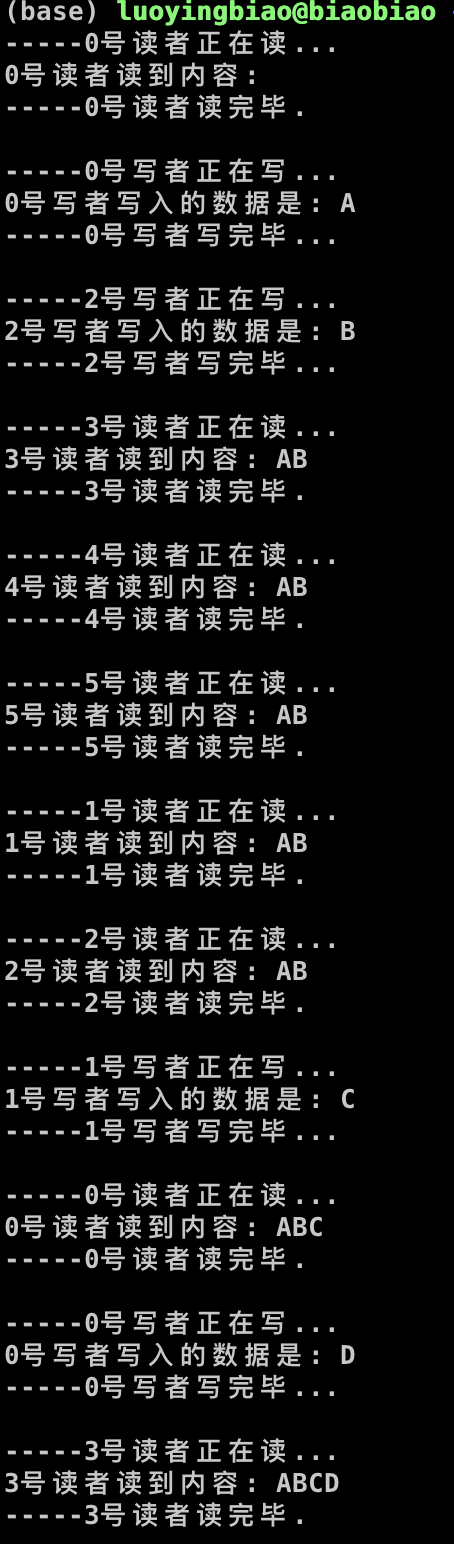 (base) luoyingbiao@biaobiao
-----0号读者正在读...
0号读者读到内容:
-----0号读者读完毕.
-----0号写者正在写...
0号写者写入的数据是: A
-----0号写者写完毕...
-----2号写者正在写...
2号写者写入的数据是: B
-----2号写者写完毕...
-----3号读者正在读...
3号读者读到内容: AB
-----3号读者读完毕.
-----4号读者正在读...
4号读者读到内容: AB
-----4号读者读完毕.
-----5号读者正在读...
5号读者读到内容: AB
-----5号读者读完毕.
-----1号读者正在读...
1号读者读到内容: AB
-----1号读者读完毕.
-----2号读者正在读...
2号读者读到内容: AB
-----2号读者读完毕.
-----1号写者正在写...
1号写者写入的数据是: C
-----1号写者写完毕...
-----0号读者正在读...
0号读者读到内容: ABC
-----0号读者读完毕.
-----0号写者正在写...
0号写者写入的数据是: D
-----0号写者写完毕...
-----3号读者正在读...
3号读者读到内容: ABCD
-----3号读者读完毕.